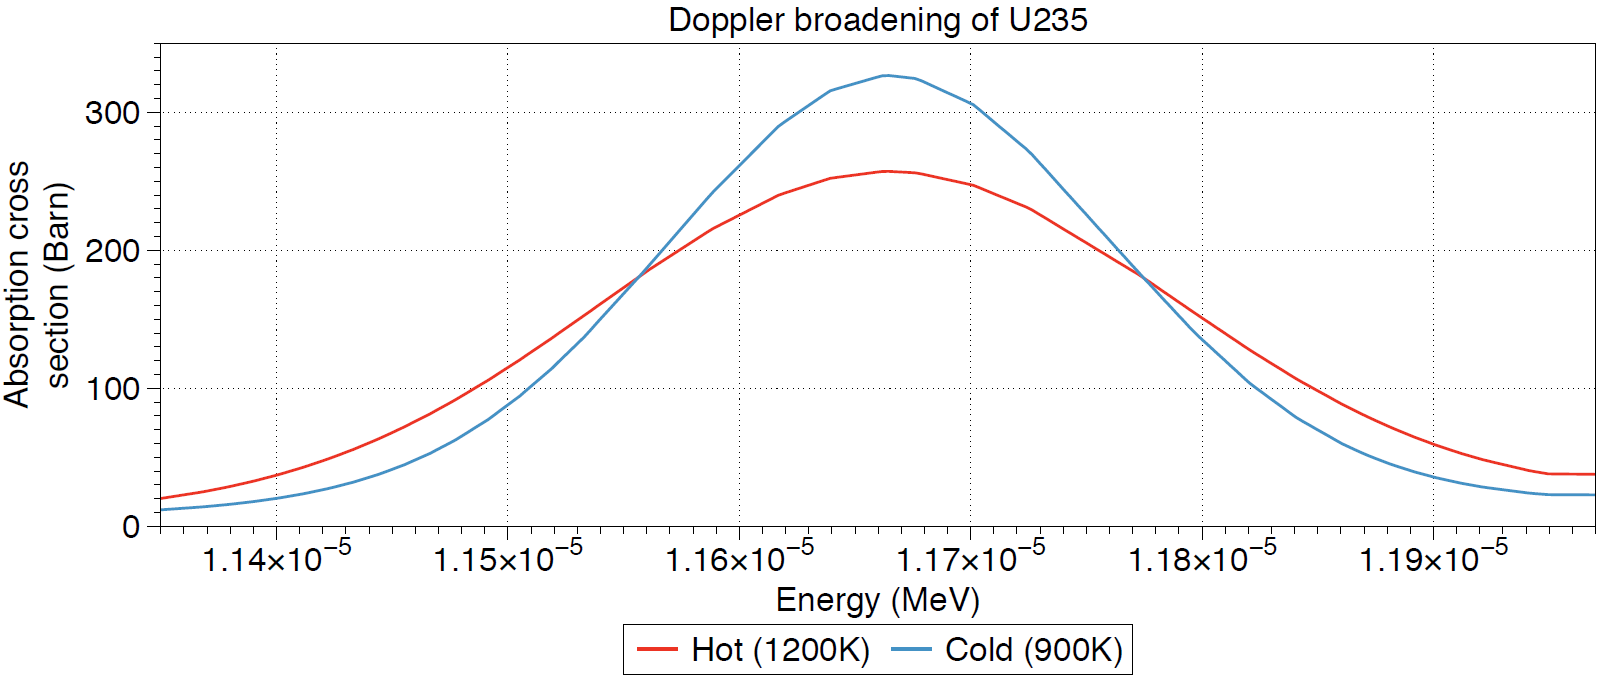 Doppler broadening of U235
Absorption cross
section (Barn)
300
200
100
0
1.14×10⁻⁵ 1.15×10⁻⁵ 1.16×10⁻⁵ 1.17×10⁻⁵ 1.18×10⁻⁵ 1.19×10⁻⁵
Energy (MeV)
Hot (1200K) Cold (900K)